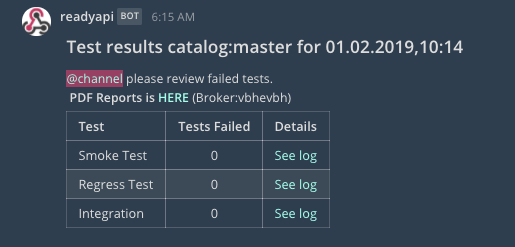 readyapi BOT 6:15 AM
Test results catalog:master for 01.02.2019,10:14
@channel please review failed tests.
PDF Reports is HERE (Broker:vbhevbh)
Test Tests Failed Details
Smoke Test 0 See log
Regress Test 0 See log
Integration 0 See log